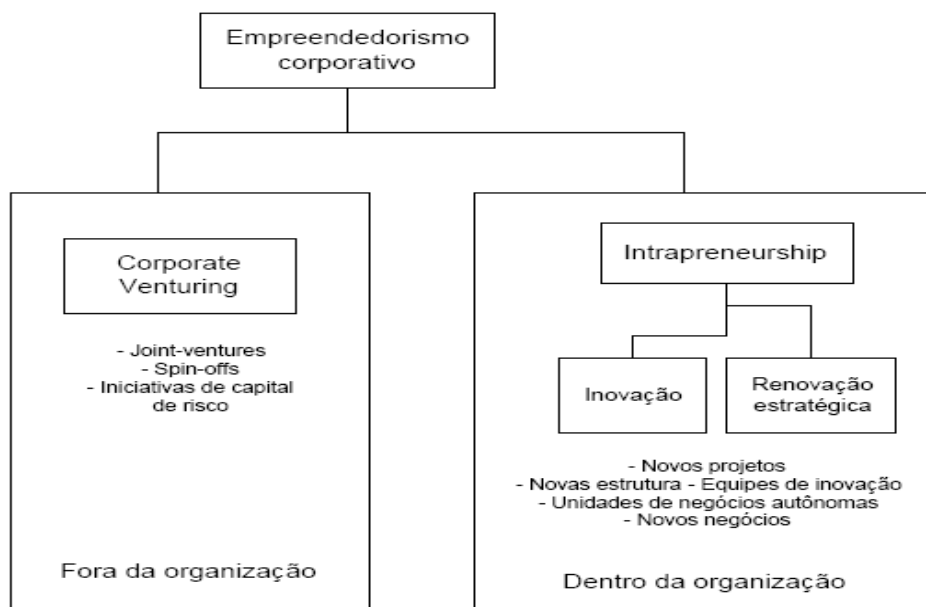 Empreendedorismo
corporativo
Corporate
Venturing
- Joint-ventures
- Spin-offs
- Iniciativas de capital
de risco
Fora da organização
Intrapreneurship
Inovação
Renovação
estratégica
- Novos projetos
- Novas estrutura - Equipes de inovação
- Unidades de negócios autônomas
- Novos negócios
Dentro da organização